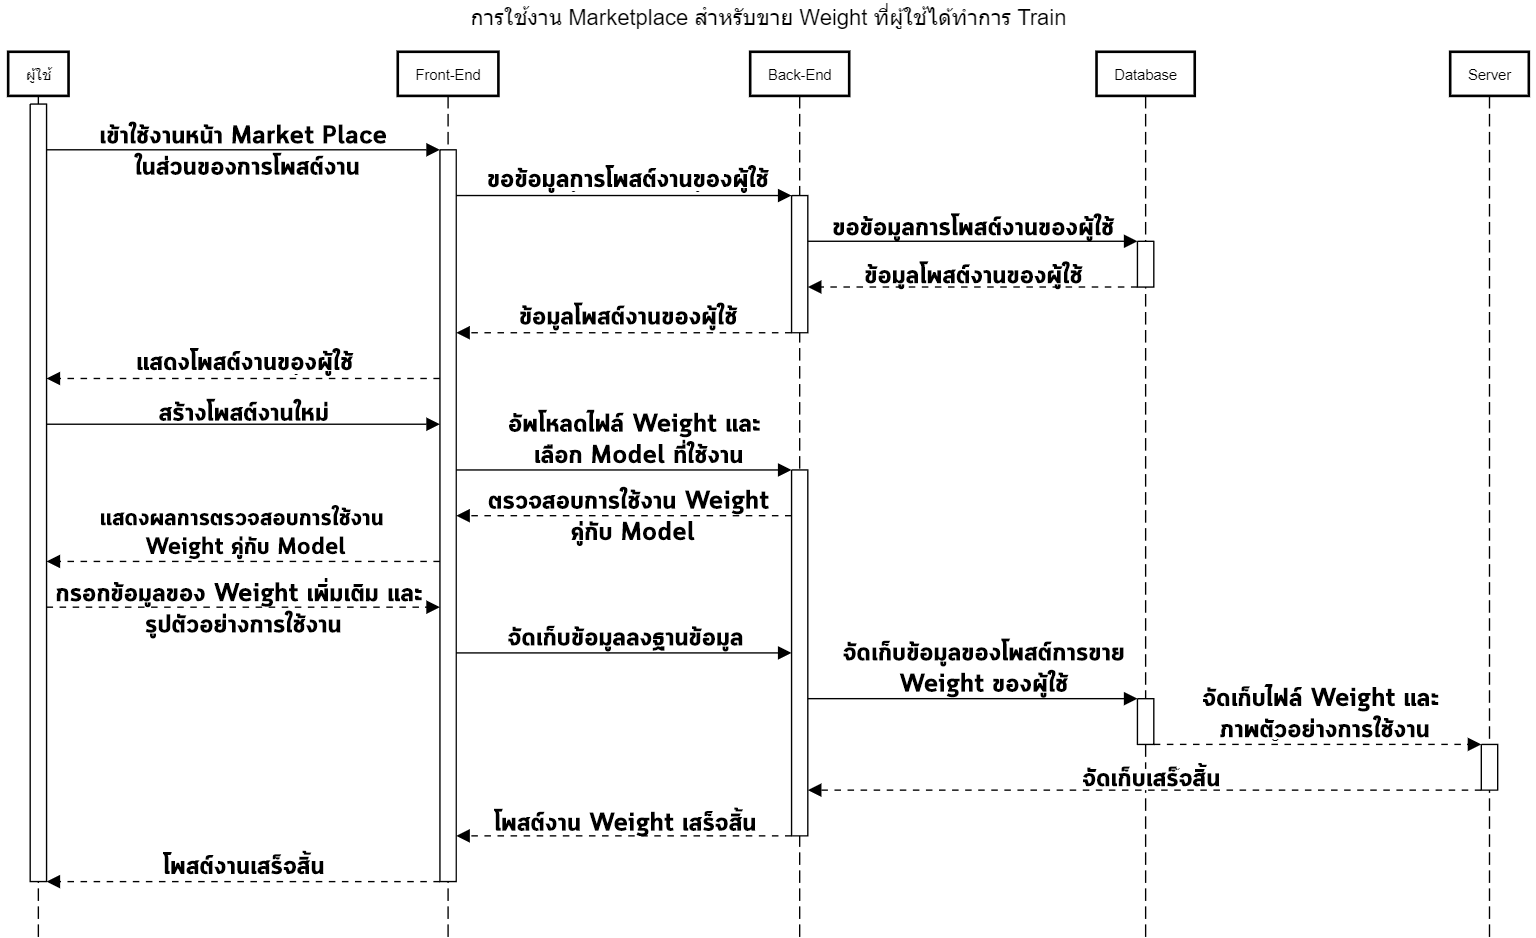 การใช้งาน Marketplace สำหรับขาย Weight ที่ผู้ใช้ได้ทำการ Train
ผู้ใช้
Front-End
Back-End
Database
Server
เข้าใช้งานหน้า Market Place
ในส่วนของการโพสต์งาน
ขอข้อมูลการโพสต์งานของผู้ใช้
ขอข้อมูลการโพสต์งานของผู้ใช้
ข้อมูลโพสต์งานของผู้ใช้
ข้อมูลโพสต์งานของผู้ใช้
แสดงโพสต์งานของผู้ใช้
สร้างโพสต์งานใหม่
อัพโหลดไฟล์ Weight และ
เลือก Model ที่ใช้งาน
ตรวจสอบการใช้งาน Weight
คู่กับ Model
แสดงผลการตรวจสอบการใช้งาน
Weight คู่กับ Model
กรอกข้อมูลของ Weight เพิ่มเติม และ
รูปตัวอย่างการใช้งาน
จัดเก็บข้อมูลลงฐานข้อมูล
จัดเก็บข้อมูลของโพสต์การขาย
Weight ของผู้ใช้
จัดเก็บไฟล์ Weight และ
ภาพตัวอย่างการใช้งาน
จัดเก็บเสร็จสิ้น
โพสต์งาน Weight เสร็จสิ้น
โพสต์งานเสร็จสิ้น